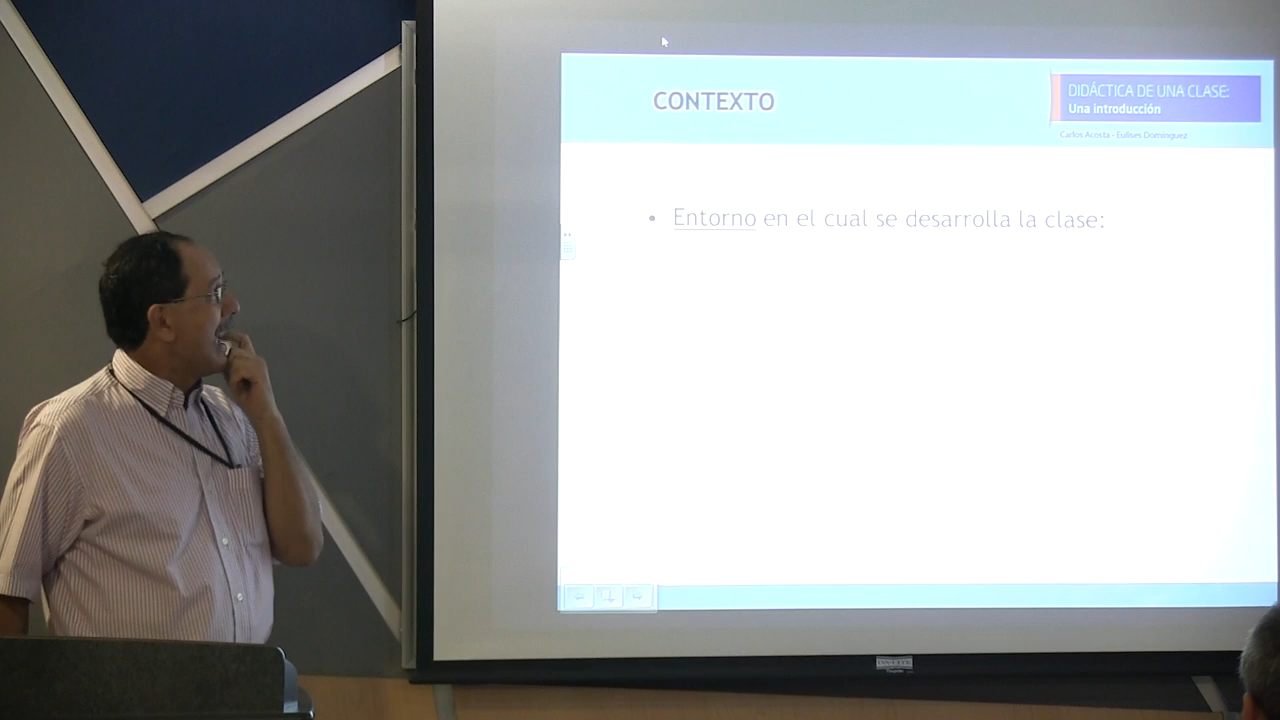 CONTEXTO
DIDÁCTICA DE UNA CLASE:
Una introducción
Carlos Acosta - Eulises Domínguez
• Entorno en el cual se desarrolla la clase: